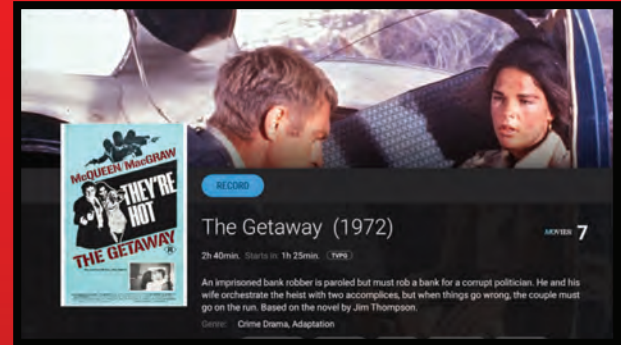 McQUEEN/MacGRAW
THEY'RE
HOT
THE GETAWAY
R
RECORD
The Getaway (1972)
MOVIES! 7
2h 40min. Starts in: 1h 25min. TVPG
An imprisoned bank robber is paroled but must rob a bank for a corrupt politician. He and his
wife orchestrate the heist with two accomplices, but when things go wrong, the couple must
go on the run. Based on the novel by Jim Thompson.
Genre: Crime Drama, Adaptation